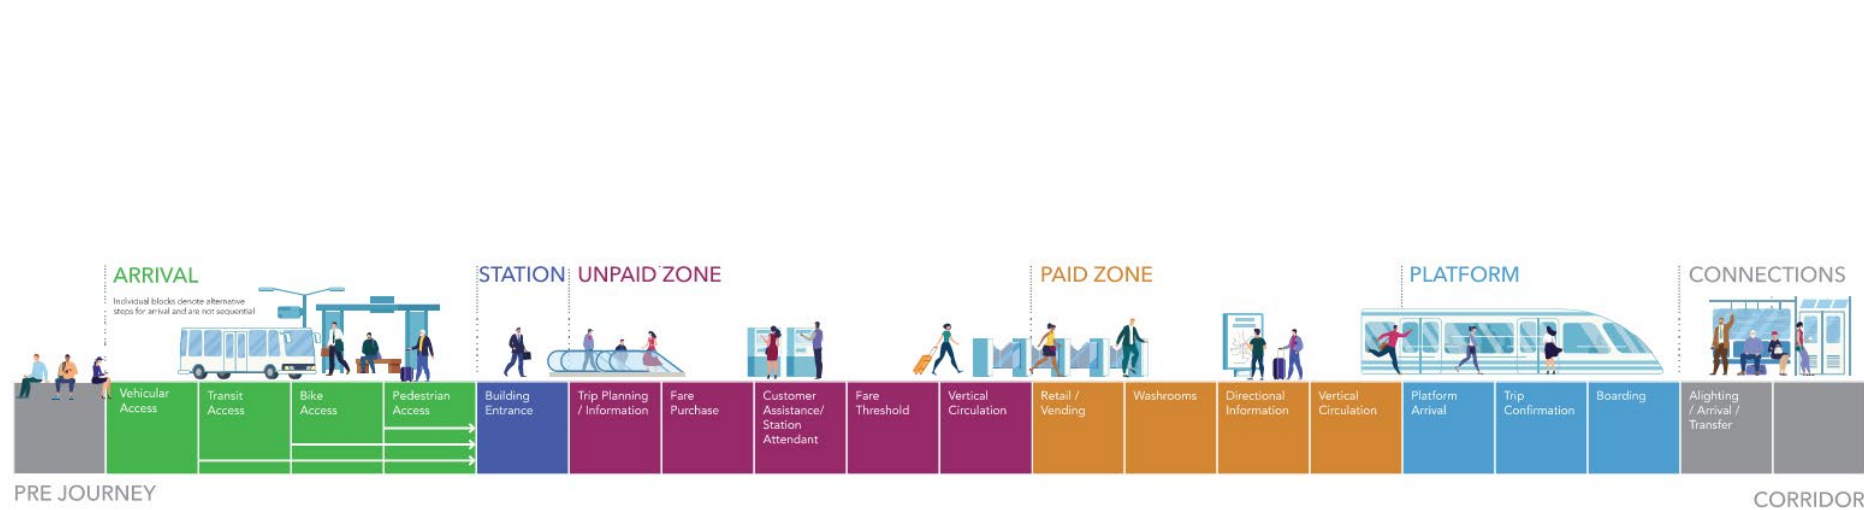 ARRIVAL
Individual blocks denote alternative
steps for arrival and are not sequential
STATION
UNPAID ZONE
PAID ZONE
PLATFORM
CONNECTIONS
Vehicular
Access
Transit
Access
Bike
Access
Pedestrian
Access
Building
Entrance
Trip Planning
/ Information
Fare
Purchase
Customer
Assistance/
Station
Attendant
Fare
Threshold
Vertical
Circulation
Retail /
Vending
Washrooms
Directional
Information
Vertical
Circulation
Platform
Arrival
Trip
Confirmation
Boarding
Alighting
/ Arrival /
Transfer
PRE JOURNEY
CORRIDOR